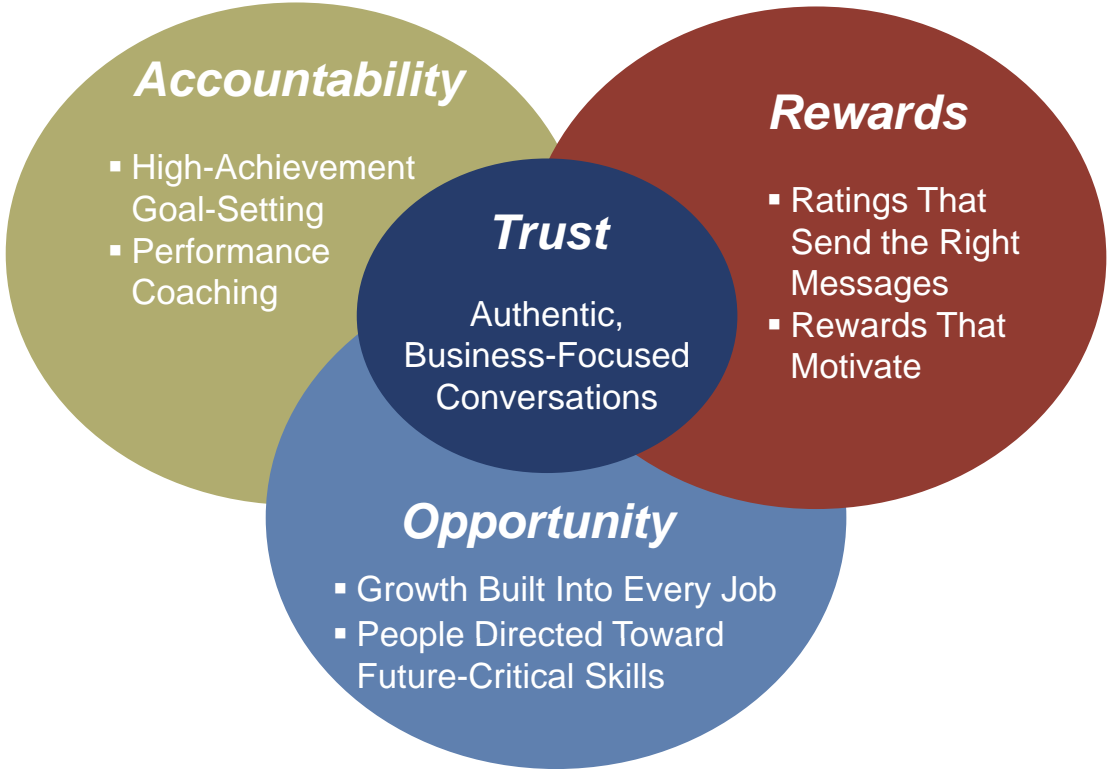 Accountability
▪ High-Achievement
Goal-Setting
▪ Performance
Coaching
Rewards
▪ Ratings That
Send the Right
Messages
▪ Rewards That
Motivate
Trust
Authentic,
Business-Focused
Conversations
Opportunity
▪ Growth Built Into Every Job
▪ People Directed Toward
Future-Critical Skills